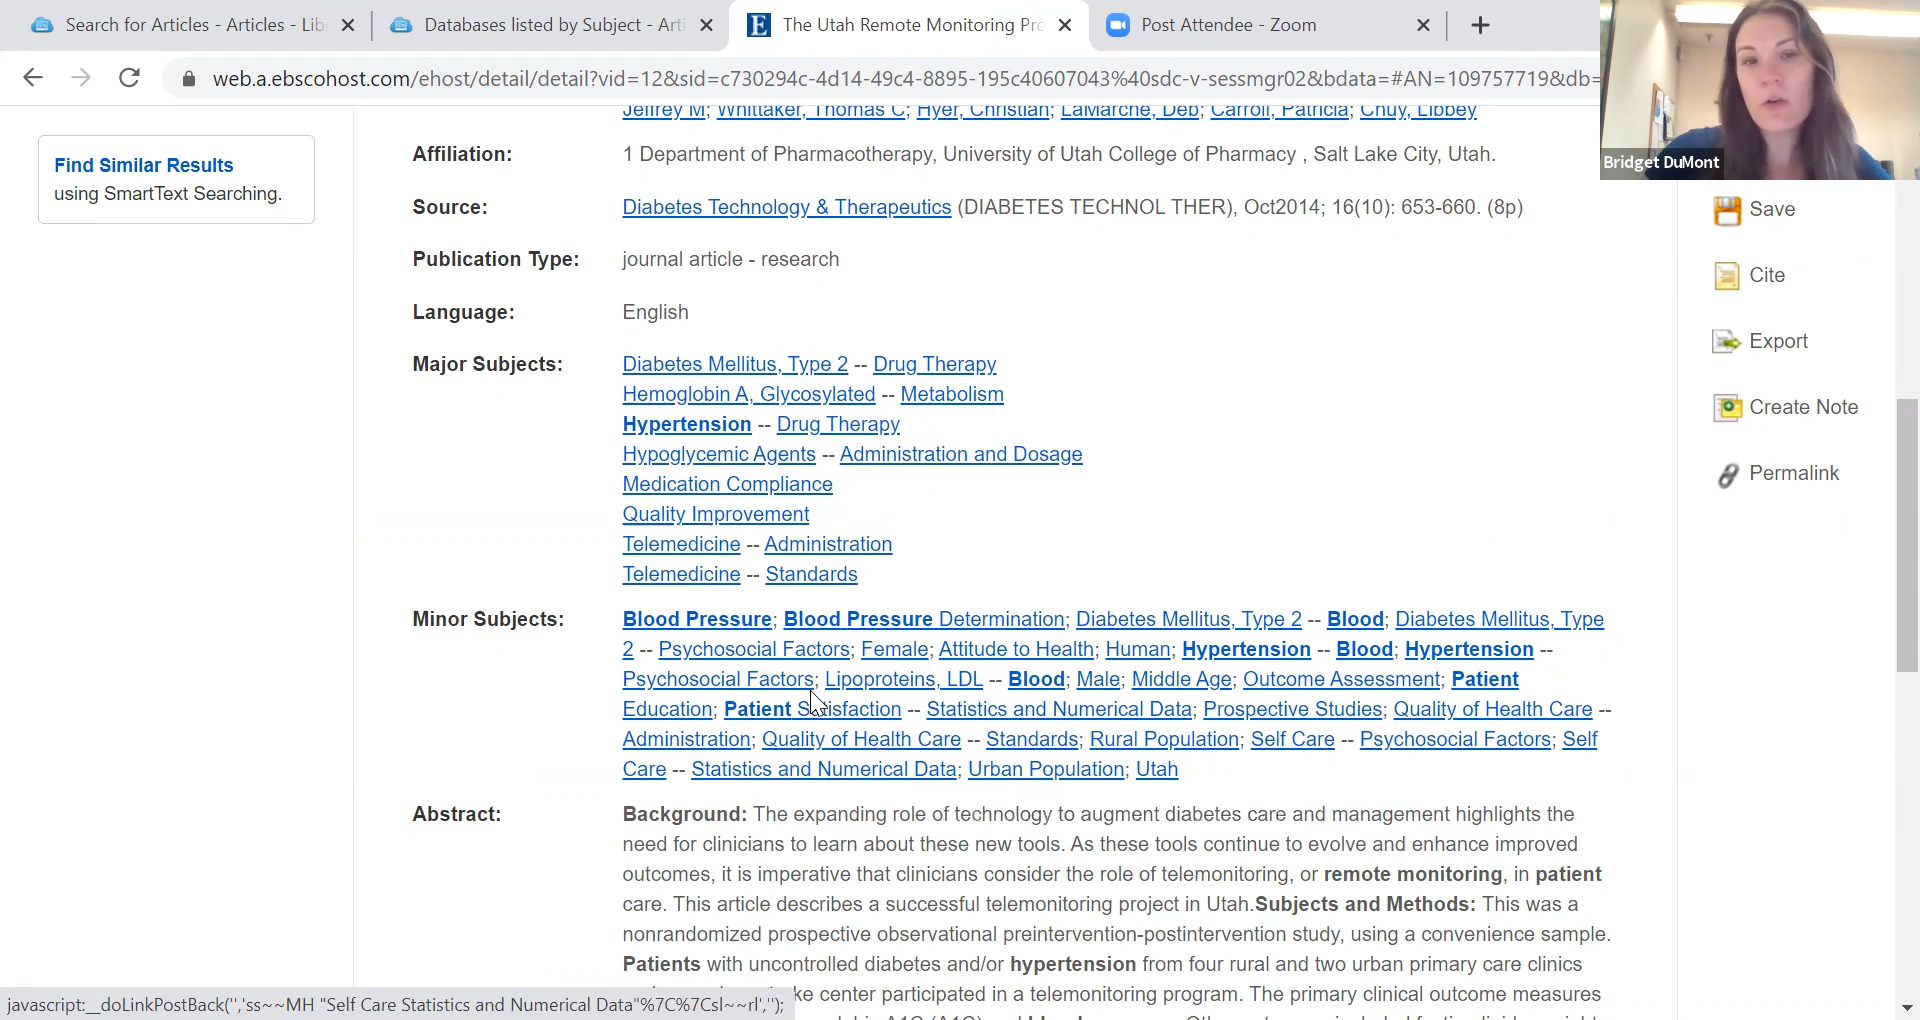 Search for Articles - Articles - Lib
Databases listed by Subject - Arti
The Utah Remote Monitoring Pro
Post Attendee - Zoom
web.a.ebscohost.com/ehost/detail/detail?vid=12&sid=c730294c-4d14-49c4-8895-195c40607043%40sdc-v-sessmgr02&bdata=#AN=109757719&db=
Bridget DuMont
Find Similar Results
using SmartText Searching.
Jeffrey M; Whittaker, Thomas C; Hyer, Christian; LaMarche, Deb; Carroll, Patricia; Chuy, Libbey
Affiliation: 1 Department of Pharmacotherapy, University of Utah College of Pharmacy , Salt Lake City, Utah.
Source: Diabetes Technology & Therapeutics (DIABETES TECHNOL THER), Oct2014; 16(10): 653-660. (8p)
Publication Type: journal article - research
Language: English
Major Subjects: Diabetes Mellitus, Type 2 -- Drug Therapy
Hemoglobin A, Glycosylated -- Metabolism
Hypertension -- Drug Therapy
Hypoglycemic Agents -- Administration and Dosage
Medication Compliance
Quality Improvement
Telemedicine -- Administration
Telemedicine -- Standards
Minor Subjects: Blood Pressure; Blood Pressure Determination; Diabetes Mellitus, Type 2 -- Blood; Diabetes Mellitus, Type
2 -- Psychosocial Factors; Female; Attitude to Health; Human; Hypertension -- Blood; Hypertension --
Psychosocial Factors; Lipoproteins, LDL -- Blood; Male; Middle Age; Outcome Assessment; Patient
Education; Patient Satisfaction -- Statistics and Numerical Data; Prospective Studies; Quality of Health Care --
Administration; Quality of Health Care -- Standards; Rural Population; Self Care -- Psychosocial Factors; Self
Care -- Statistics and Numerical Data; Urban Population; Utah
Abstract: Background: The expanding role of technology to augment diabetes care and management highlights the
need for clinicians to learn about these new tools. As these tools continue to evolve and enhance improved
outcomes, it is imperative that clinicians consider the role of telemonitoring, or remote monitoring, in patient
care. This article describes a successful telemonitoring project in Utah.Subjects and Methods: This was a
nonrandomized prospective observational preintervention-postintervention study, using a convenience sample.
Patients with uncontrolled diabetes and/or hypertension from four rural and two urban primary care clinics
ke center participated in a telemonitoring program. The primary clinical outcome measures
Save
Cite
Export
Create Note
Permalink
javascript:__doLinkPostBack('','ss~~MH "Self Care Statistics and Numerical Data"%7C%7Csl~~rl','');